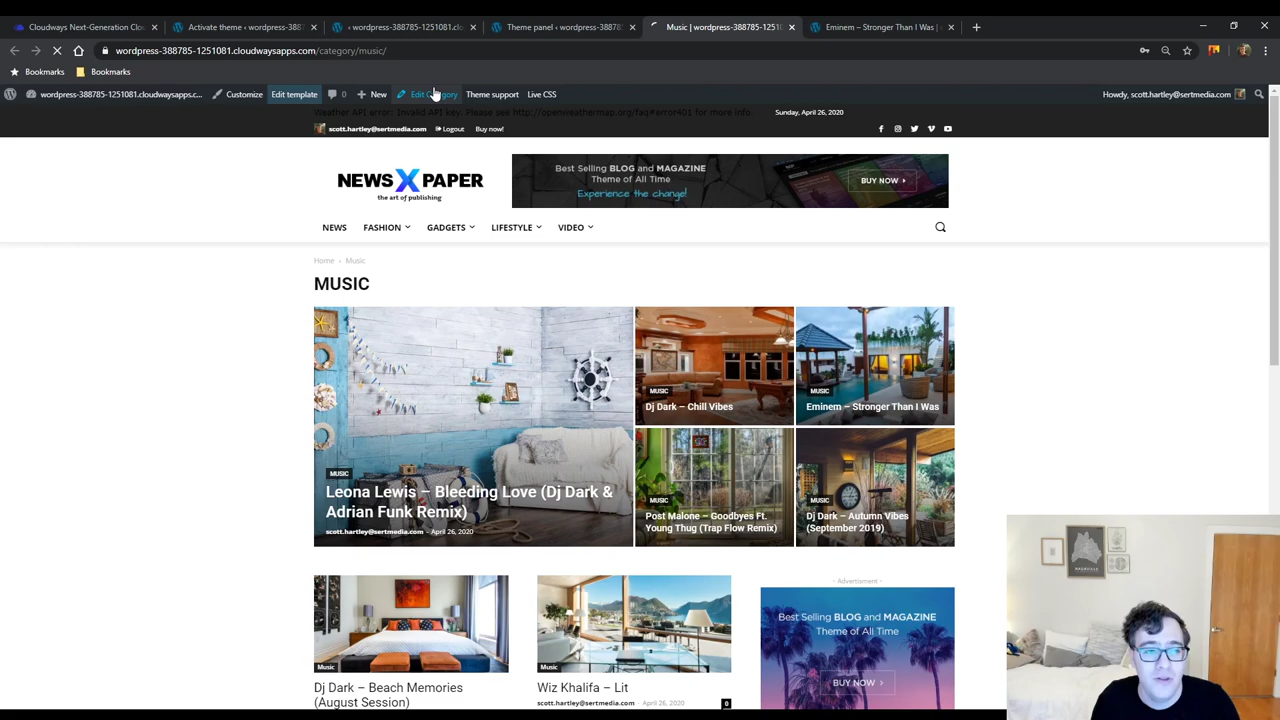 Cloudways Next-Generation Clo
Activate theme ‹ wordpress-388
wordpress-388785-1251081.clo
Theme panel ‹ wordpress-38878
Music | wordpress-388785-1251
Eminem – Stronger Than I Was |
wordpress-388785-1251081.cloudwaysapps.com/category/music/
Bookmarks
Bookmarks
wordpress-388785-1251081.cloudwaysapps.c...
Customize
Edit template
0
New
Edit Category
Theme support
Live CSS
Howdy, scott.hartley@sertmedia.com
Weather API error: Invalid API key. Please see http://openweathermap.org/faq#error401 for more info.
Sunday, April 26, 2020
scott.hartley@sertmedia.com
Logout
Buy now!
NEWS X PAPER
the art of publishing
Best Selling BLOG and MAGAZINE
Theme of All Time
Experience the change!
BUY NOW
NEWS
FASHION
GADGETS
LIFESTYLE
VIDEO
Home › Music
MUSIC
MUSIC
Leona Lewis – Bleeding Love (Dj Dark &
Adrian Funk Remix)
scott.hartley@sertmedia.com - April 26, 2020
MUSIC
Dj Dark – Chill Vibes
MUSIC
Eminem – Stronger Than I Was
MUSIC
Post Malone – Goodbyes Ft.
Young Thug (Trap Flow Remix)
MUSIC
Dj Dark – Autumn Vibes
(September 2019)
Music
Dj Dark – Beach Memories
(August Session)
Music
Wiz Khalifa – Lit
scott.hartley@sertmedia.com - April 26, 2020
0
- Advertisment -
Best Selling BLOG and MAGAZINE
Theme of All Time
BUY NOW